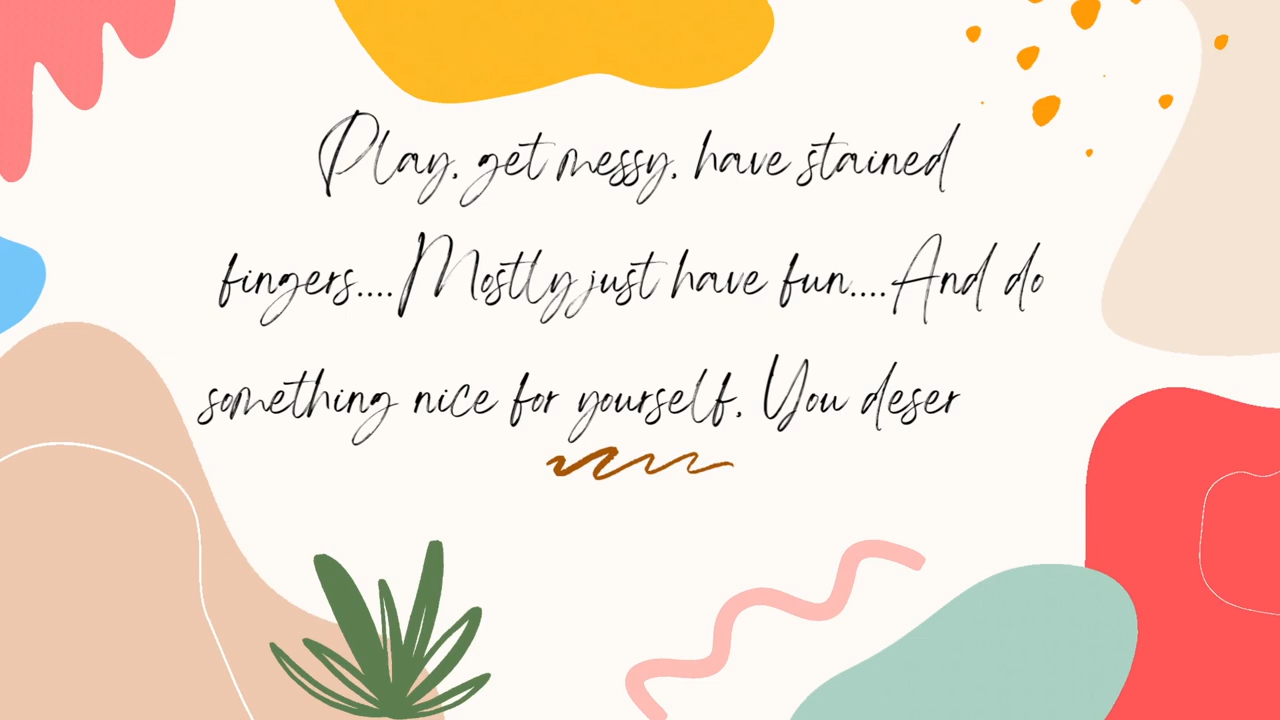 Play, get messy, have stained
fingers....Mostly just have fun....And do
something nice for yourself. You deser